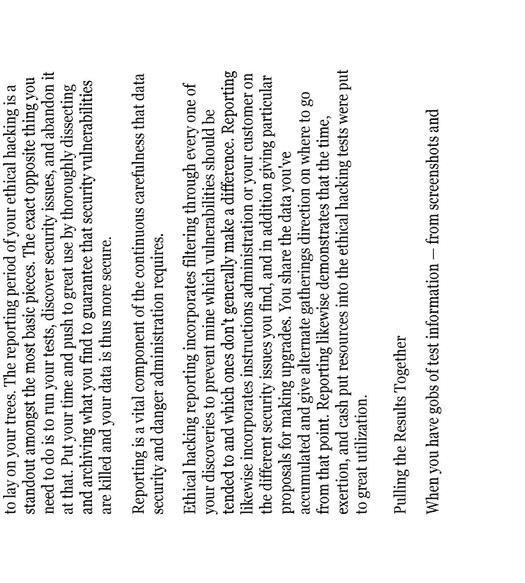 to lay on your trees. The reporting period of your ethical hacking is a
standout amongst the most basic pieces. The exact opposite thing you
need to do is to run your tests, discover security issues, and abandon it
at that. Put your time and push to great use by thoroughly dissecting
and archiving what you find to guarantee that security vulnerabilities
are killed and your data is thus more secure.
Reporting is a vital component of the continuous carefulness that data
security and danger administration requires.
Ethical hacking reporting incorporates filtering through every one of
your discoveries to prevent mine which vulnerabilities should be
tended to and which ones don't generally make a difference. Reporting
likewise incorporates instructions administration or your customer on
the different security issues you find, and in addition giving particular
proposals for making upgrades. You share the data you've
accumulated and give alternate gatherings direction on where to go
from that point. Reporting likewise demonstrates that the time,
exertion, and cash put resources into the ethical hacking tests were put
to great utilization.
Pulling the Results Together
When you have gobs of test information – from screenshots and